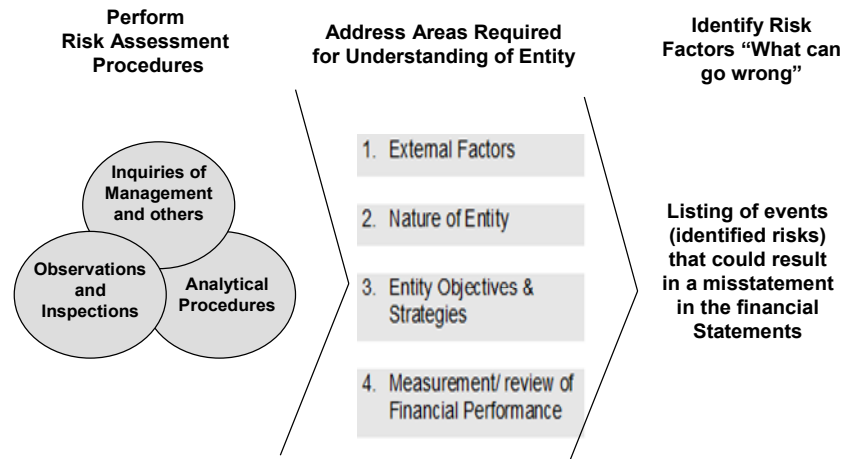 Perform
Risk Assessment
Procedures
Address Areas Required
for Understanding of Entity
Identify Risk
Factors “What can
go wrong”
Inquiries of
Management
and others
Observations
and
Inspections
Analytical
Procedures
1. External Factors
2. Nature of Entity
3. Entity Objectives &
Strategies
4. Measurement/ review of
Financial Performance
Listing of events
(identified risks)
that could result
in a misstatement
in the financial
Statements